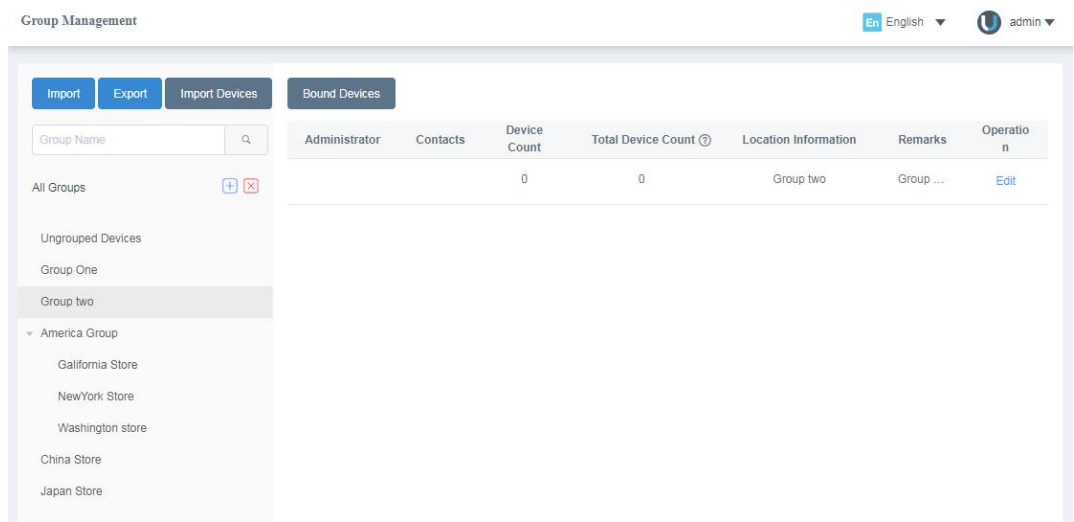 Group Management
En English
admin
Import Export Import Devices Bound Devices
Group Name
Administrator Contacts Device Count Total Device Count ? Location Information Remarks Operation
All Groups
0 0 Group two Group ... Edit
Ungrouped Devices
Group One
Group two
America Group
Galifornia Store
NewYork Store
Washington store
China Store
Japan Store